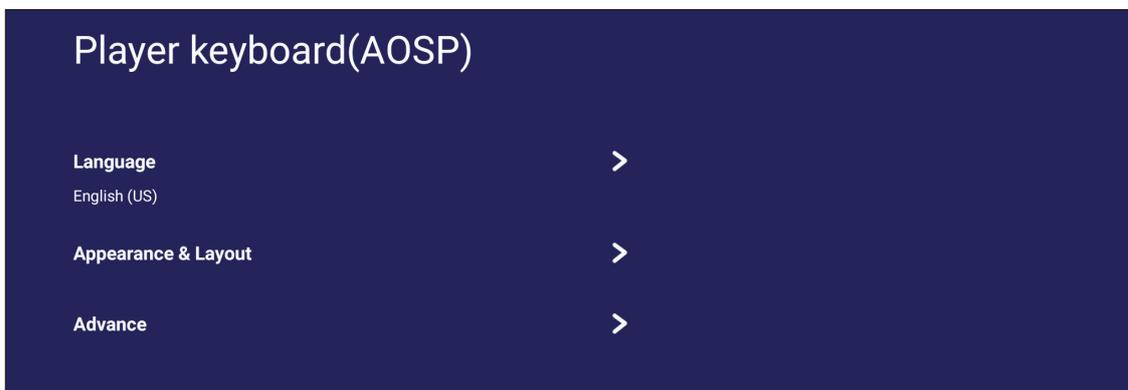 Player keyboard(AOSP)
Language
English (US)
Appearance & Layout
Advance